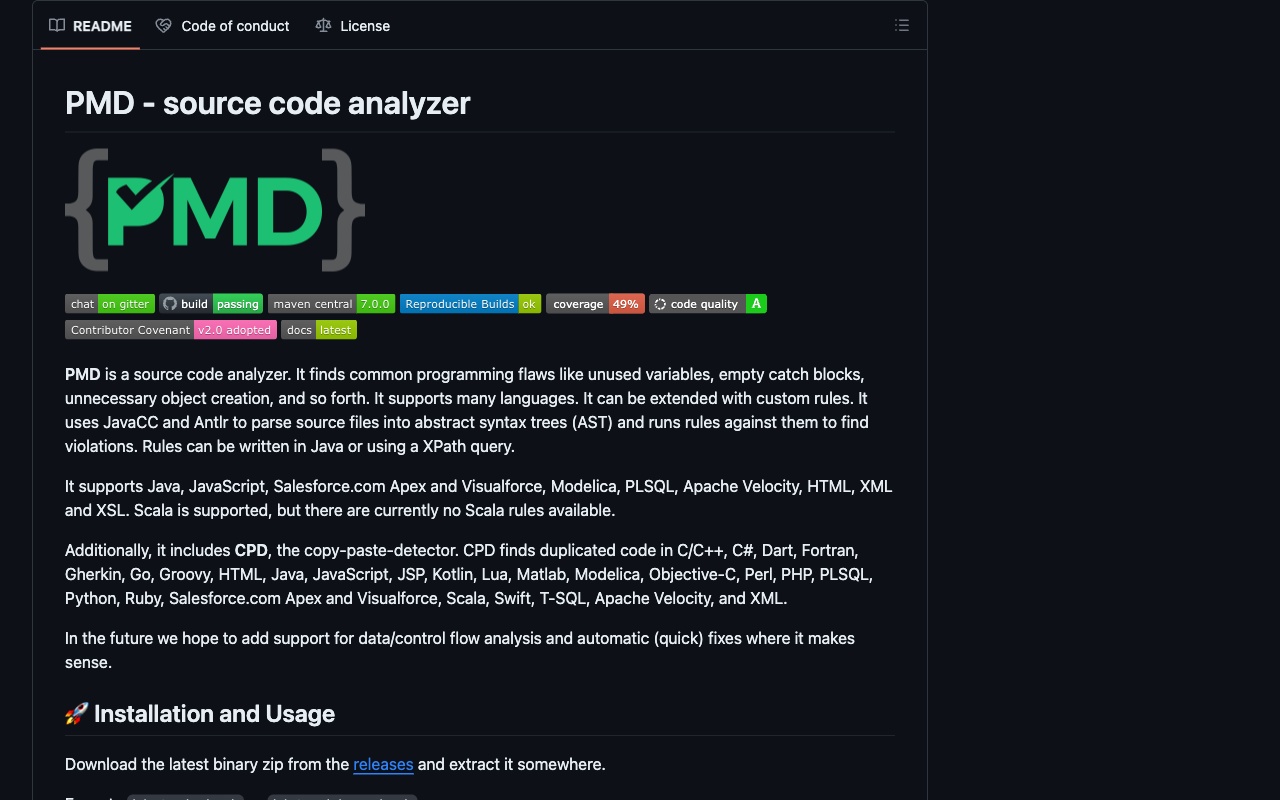 README Code of conduct License
PMD - source code analyzer
{PMD}
chat on gitter build passing maven central 7.0.0 Reproducible Builds ok coverage 49% code quality A
Contributor Covenant v2.0 adopted docs latest
PMD is a source code analyzer. It finds common programming flaws like unused variables, empty catch blocks,
unnecessary object creation, and so forth. It supports many languages. It can be extended with custom rules. It
uses JavaCC and Antlr to parse source files into abstract syntax trees (AST) and runs rules against them to find
violations. Rules can be written in Java or using a XPath query.
It supports Java, JavaScript, Salesforce.com Apex and Visualforce, Modelica, PLSQL, Apache Velocity, HTML, XML
and XSL. Scala is supported, but there are currently no Scala rules available.
Additionally, it includes CPD, the copy-paste-detector. CPD finds duplicated code in C/C++, C#, Dart, Fortran,
Gherkin, Go, Groovy, HTML, Java, JavaScript, JSP, Kotlin, Lua, Matlab, Modelica, Objective-C, Perl, PHP, PLSQL,
Python, Ruby, Salesforce.com Apex and Visualforce, Scala, Swift, T-SQL, Apache Velocity, and XML.
In the future we hope to add support for data/control flow analysis and automatic (quick) fixes where it makes
sense.
🚀 Installation and Usage
Download the latest binary zip from the releases and extract it somewhere.